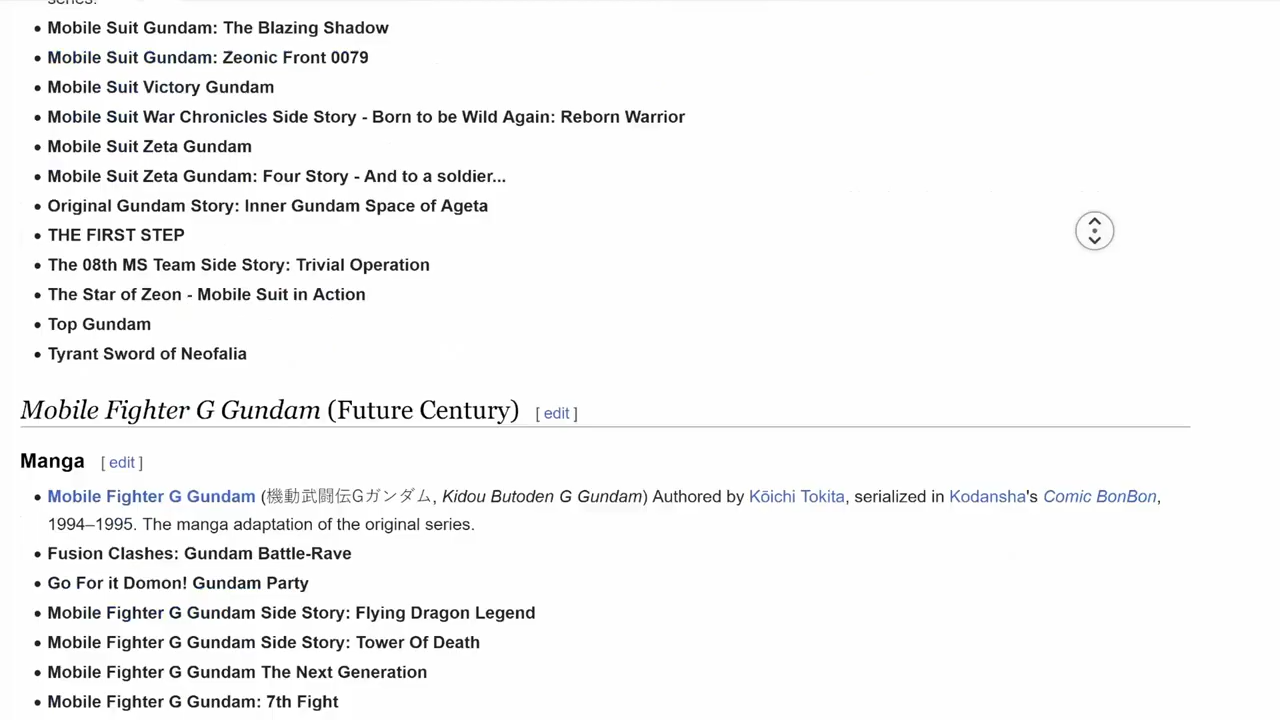 series.
• Mobile Suit Gundam: The Blazing Shadow
• Mobile Suit Gundam: Zeonic Front 0079
• Mobile Suit Victory Gundam
• Mobile Suit War Chronicles Side Story - Born to be Wild Again: Reborn Warrior
• Mobile Suit Zeta Gundam
• Mobile Suit Zeta Gundam: Four Story - And to a soldier...
• Original Gundam Story: Inner Gundam Space of Ageta
• THE FIRST STEP
• The 08th MS Team Side Story: Trivial Operation
• The Star of Zeon - Mobile Suit in Action
• Top Gundam
• Tyrant Sword of Neofalia
Mobile Fighter G Gundam (Future Century) [ edit ]
Manga [ edit ]
• Mobile Fighter G Gundam (機動武闘伝Gガンダム, Kidou Butoden G Gundam) Authored by Kōichi Tokita, serialized in Kodansha's Comic BonBon,
1994–1995. The manga adaptation of the original series.
• Fusion Clashes: Gundam Battle-Rave
• Go For it Domon! Gundam Party
• Mobile Fighter G Gundam Side Story: Flying Dragon Legend
• Mobile Fighter G Gundam Side Story: Tower Of Death
• Mobile Fighter G Gundam The Next Generation
• Mobile Fighter G Gundam: 7th Fight